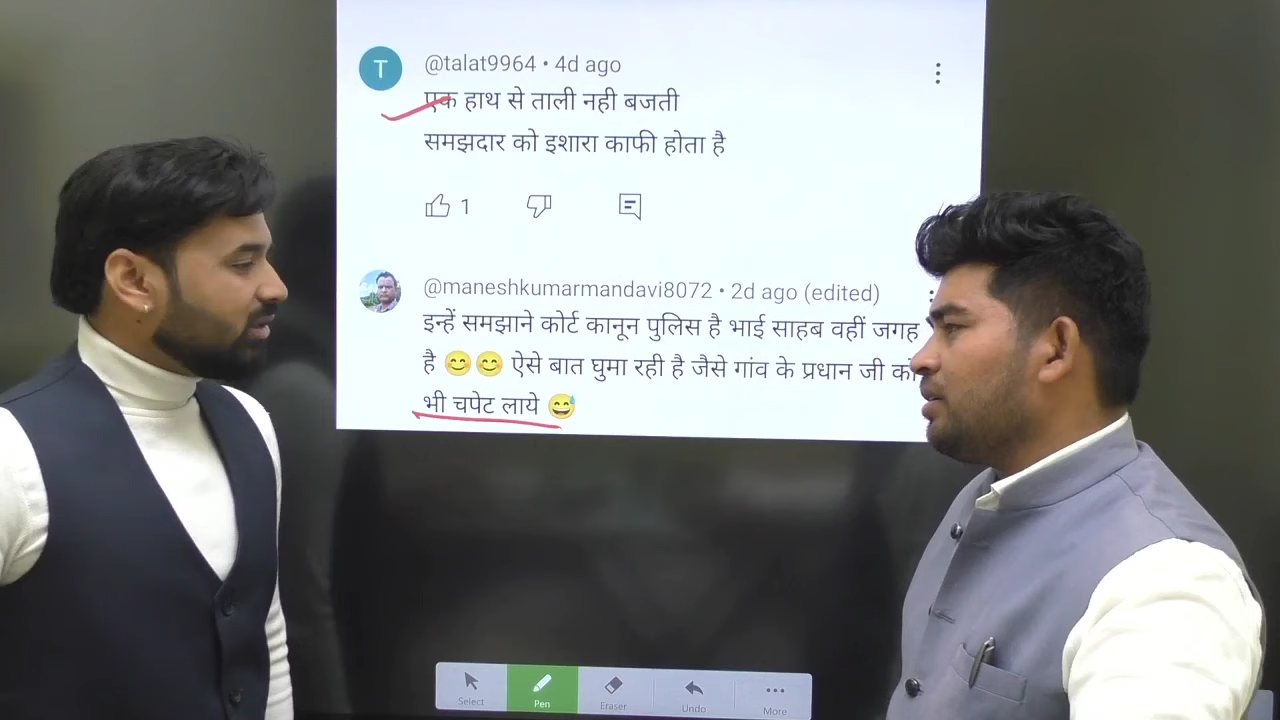 T
@talat9964 • 4d ago
एक हाथ से ताली नही बजती
समझदार को इशारा काफी होता है
1
@maneshkumarmandavi8072 • 2d ago (edited)
इन्हें समझाने कोर्ट कानून पुलिस है भाई साहब वहीं जगह
है 😊😊 ऐसे बात घुमा रही है जैसे गांव के प्रधान जी को
भी चपेट लाये 😅
Select Pen Eraser Undo More